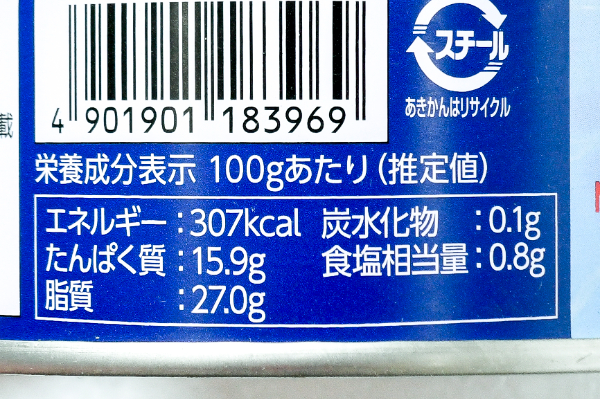 スチール
あきかんはリサイクル
4 901901 183969
載
栄養成分表示 100gあたり(推定値)
エネルギー:307kcal 炭水化物 :0.1g
たんぱく質:15.9g 食塩相当量:0.8g
脂質 :27.0g